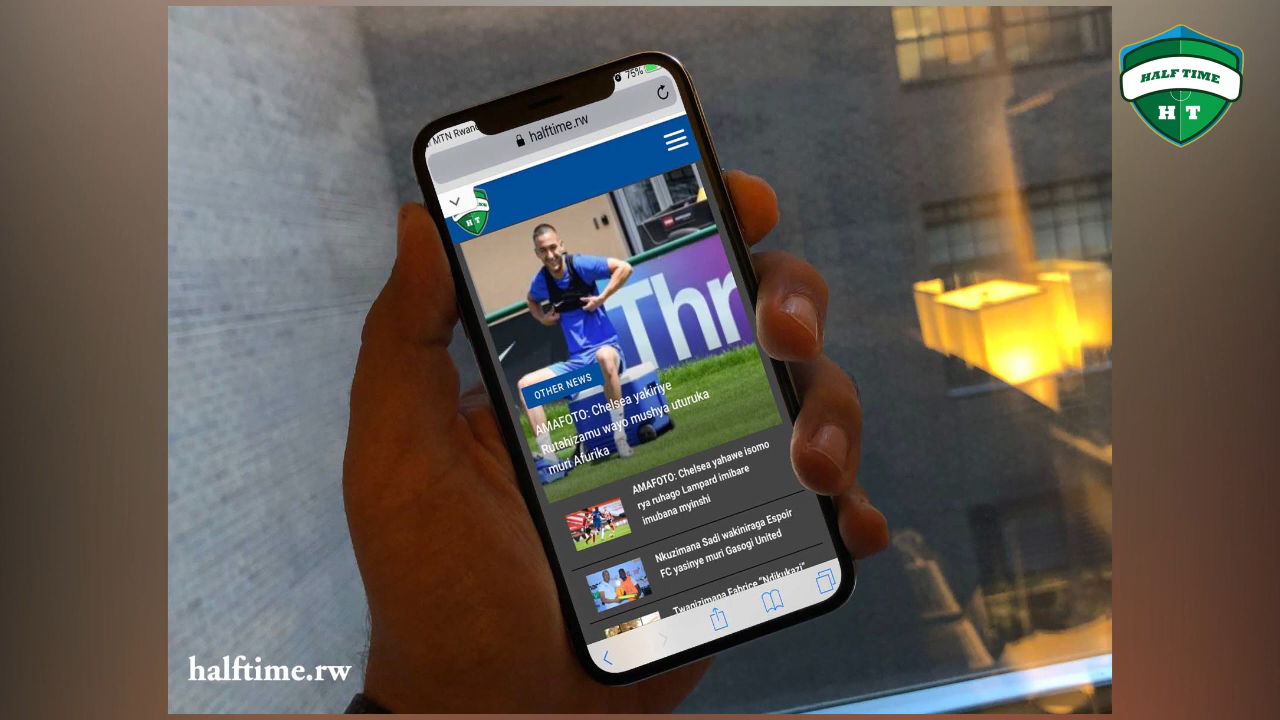 HALF TIME
H T
75%
MTN Rwand
halftime.rw
H T
Thr
OTHER NEWS
AMAFOTO: Chelsea yakiriye
Rutahizamu wayo mushya uturuka
muri Afurika
AMAFOTO: Chelsea yahawe isomo
rya ruhago Lampard imibare
imubana myinshi
Nkuzimana Sadi wakiniraga Espoir
FC yasinye muri Gasogi United
Twagizimana Fabrice "Ndikukazi"
halftime.rw